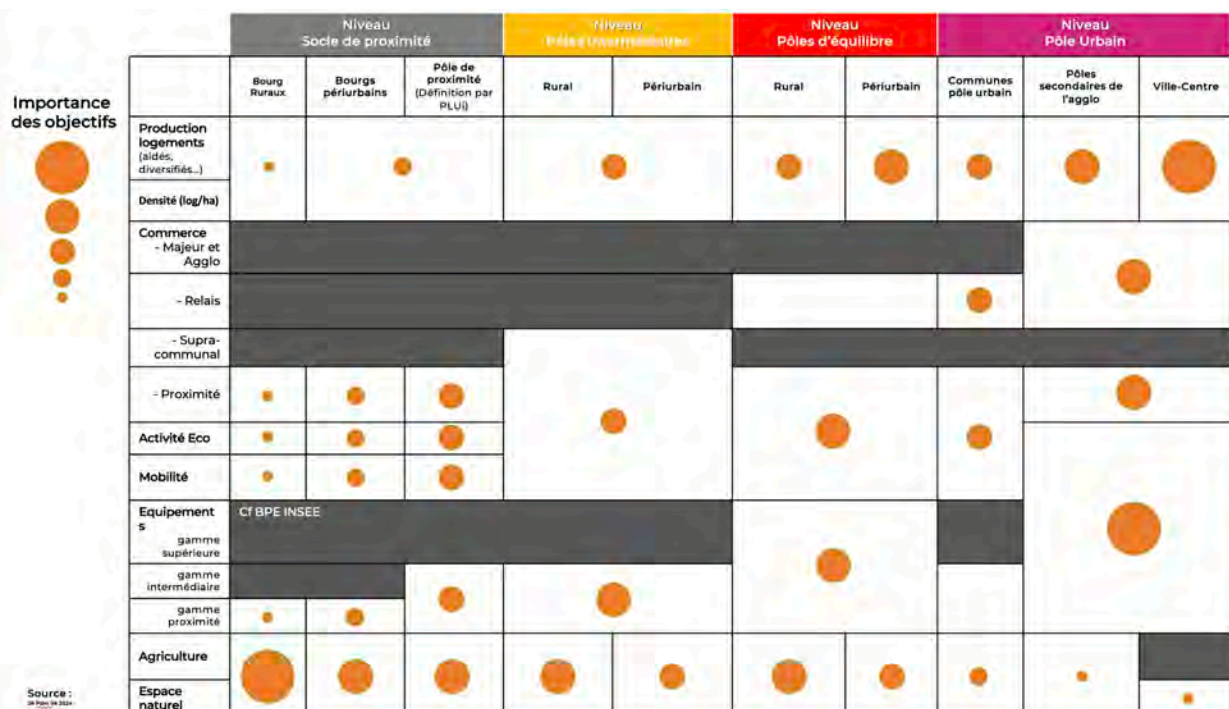 Niveau
Socle de proximité
Niveau
Pôles Intermédiaires
Niveau
Pôles d'équilibre
Niveau
Pôle Urbain
Importance
des objectifs
Bourg
Ruraux
Bourgs
périurbains
Pôle de
proximité
(Définition par
PLUi)
Rural
Périurbain
Rural
Périurbain
Communes
pôle urbain
Pôles
secondaires de
l'agglo
Ville-Centre
Production
logements
(aidés,
diversifiés...)
Densité (log/ha)
Commerce
- Majeur et
Agglo
- Relais
- Supra-
communal
- Proximité
Activité Eco
Mobilité
Equipement
s
gamme
supérieure
Cf BPE INSEE
gamme
intermédiaire
gamme
proximité
Agriculture
Espace
naturel
Source :